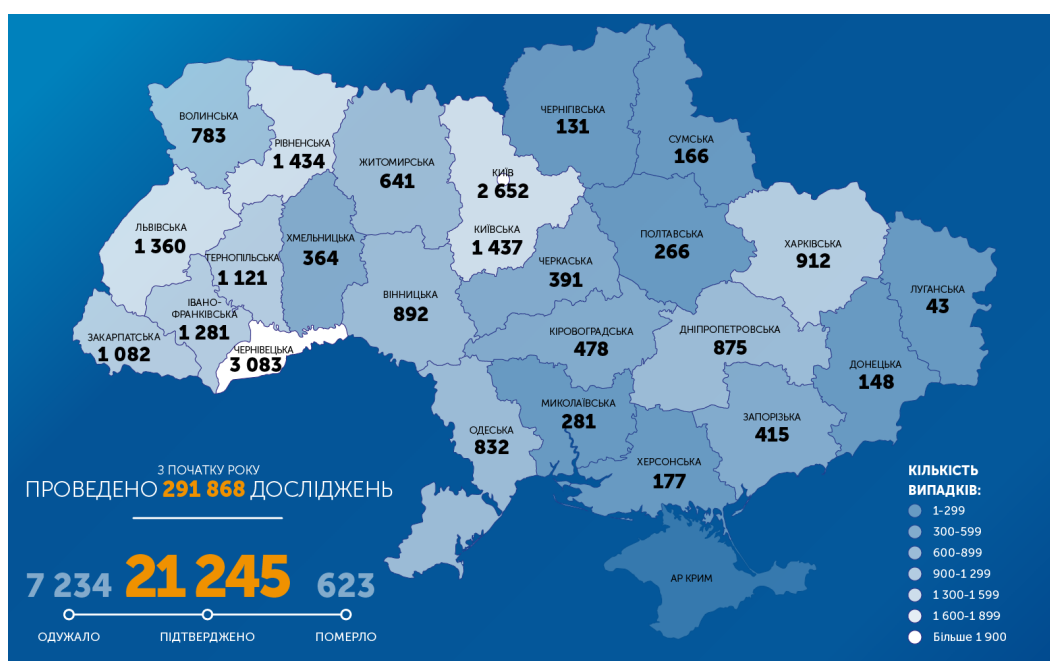 ВОЛИНСЬКА
783
РІВНЕНСЬКА
1 434
ЖИТОМИРСЬКА
641
КИЇВ
2 652
ЧЕРНІГІВСЬКА
131
СУМСЬКА
166
ЛЬВІВСЬКА
1 360
ТЕРНОПІЛЬСЬКА
1 121
ХМЕЛЬНИЦЬКА
364
КИЇВСЬКА
1 437
ЧЕРКАСЬКА
391
ПОЛТАВСЬКА
266
ХАРКІВСЬКА
912
ЛУГАНСЬКА
43
ЗАКАРПАТСЬКА
1 082
ІВАНО-
ФРАНКІВСЬКА
1 281
ЧЕРНІВЕЦЬКА
3 083
ВІННИЦЬКА
892
КІРОВОГРАДСЬКА
478
ДНІПРОПЕТРОВСЬКА
875
ДОНЕЦЬКА
148
ОДЕСЬКА
832
МИКОЛАЇВСЬКА
281
ХЕРСОНСЬКА
177
ЗАПОРІЗЬКА
415
АР КРИМ
З ПОЧАТКУ РОКУ
ПРОВЕДЕНО 291 868 ДОСЛІДЖЕНЬ
7 234 21 245 623
ОДУЖАЛО ПІДТВЕРДЖЕНО ПОМЕРЛО
КІЛЬКІСТЬ
ВИПАДКІВ:
1-299
300-599
600-899
900-1 299
1 300-1 599
1 600-1 899
Більше 1 900